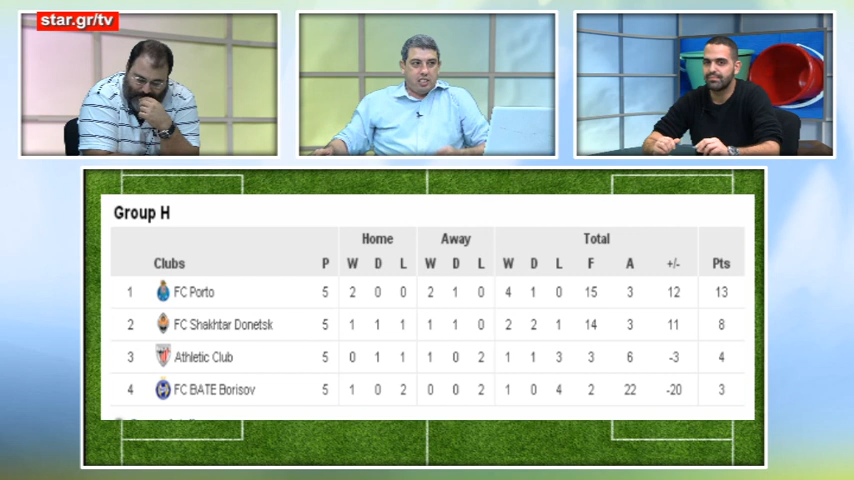 star.gr/tv
Group H
Home Away Total
Clubs P W D L W D L W D L F A +/- Pts
1 FC Porto 5 2 0 0 2 1 0 4 1 0 15 3 12 13
2 FC Shakhtar Donetsk 5 1 1 1 1 1 0 2 2 1 14 3 11 8
3 Athletic Club 5 0 1 1 1 0 2 1 1 3 3 6 -3 4
4 FC BATE Borisov 5 1 0 2 0 0 2 1 0 4 2 22 -20 3